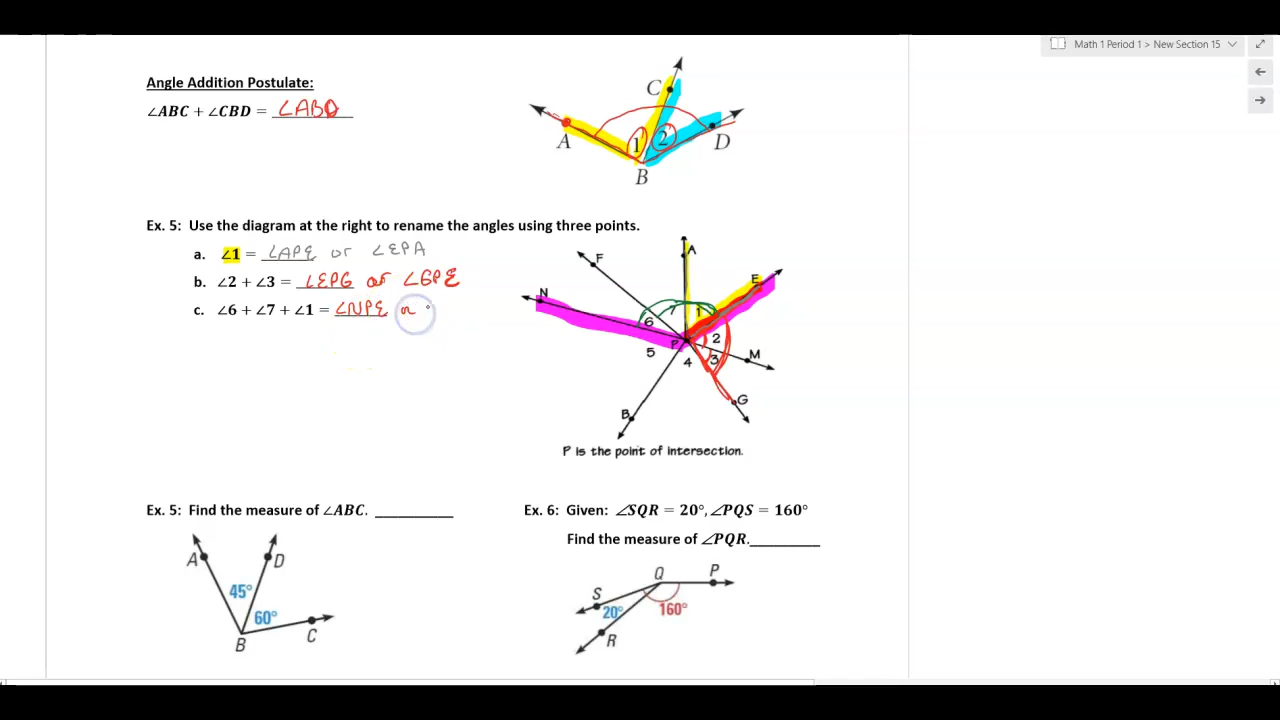 Math 1 Period 1 > New Section 15
Angle Addition Postulate:
∠ABC + ∠CBD = ∠ABD
A
B
C
D
1
2
Ex. 5: Use the diagram at the right to rename the angles using three points.
a. ∠1 = ∠APE or ∠EPA
b. ∠2 + ∠3 = ∠EPG or ∠GPE
c. ∠6 + ∠7 + ∠1 = ∠NPE or
F
A
E
N
7
1
6
P
2
5
4
3
M
G
B
P is the point of intersection.
Ex. 5: Find the measure of ∠ABC. __________
A
D
45°
60°
B
C
Ex. 6: Given: ∠SQR = 20°, ∠PQS = 160°
Find the measure of ∠PQR. __________
Q
P
S
20°
160°
R